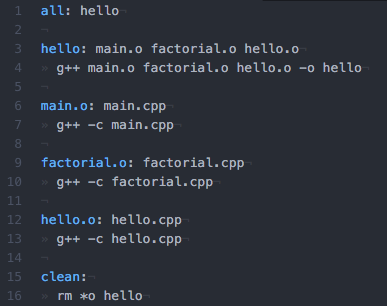 1 all: hello¬
2 ¬
3 hello: main.o factorial.o hello.o¬
4 » g++ main.o factorial.o hello.o -o hello¬
5 ¬
6 main.o: main.cpp¬
7 » g++ -c main.cpp¬
8 ¬
9 factorial.o: factorial.cpp¬
10 » g++ -c factorial.cpp¬
11 ¬
12 hello.o: hello.cpp¬
13 » g++ -c hello.cpp¬
14 ¬
15 clean:¬
16 » rm *o hello¬